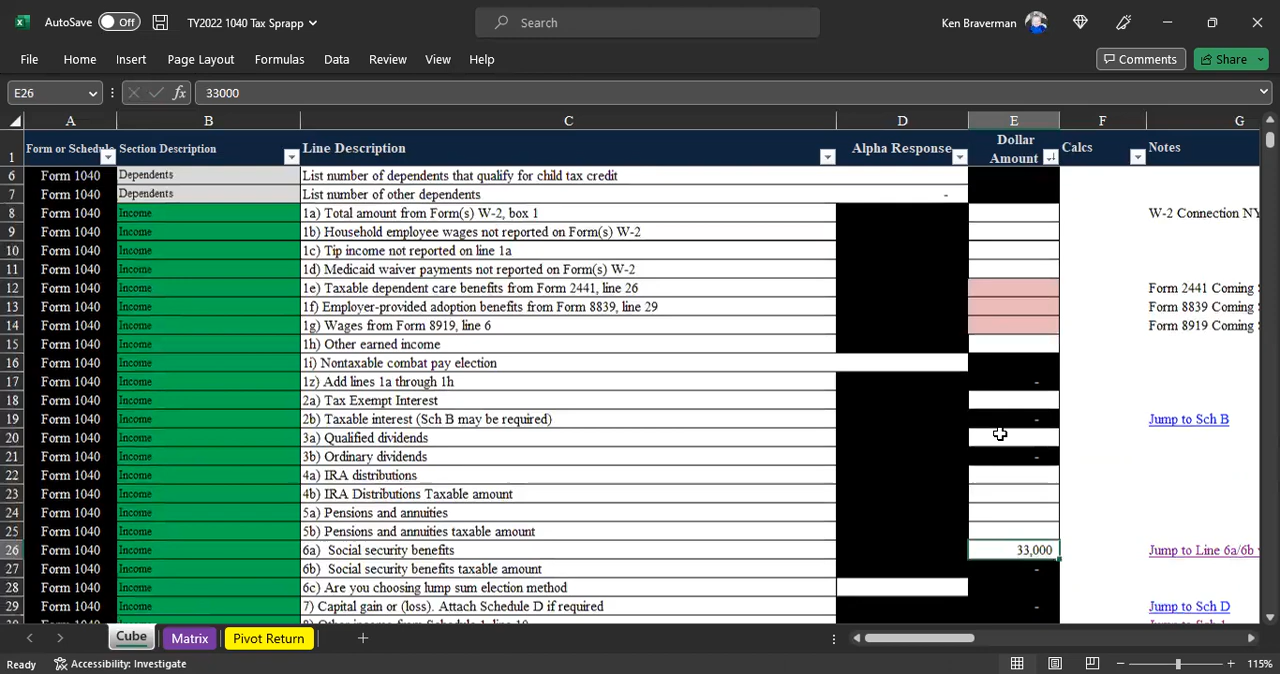 AutoSave Off TY2022 1040 Tax Sprapp Search Ken Braverman
File Home Insert Page Layout Formulas Data Review View Help Comments Share
E26 fx 33000
A B C D E F G
1 Form or Schedule Section Description Line Description Alpha Response Dollar Amount Calcs Notes
6 Form 1040 Dependents List number of dependents that qualify for child tax credit
7 Form 1040 Dependents List number of other dependents -
8 Form 1040 Income 1a) Total amount from Form(s) W-2, box 1 W-2 Connection NY
9 Form 1040 Income 1b) Household employee wages not reported on Form(s) W-2
10 Form 1040 Income 1c) Tip income not reported on line 1a
11 Form 1040 Income 1d) Medicaid waiver payments not reported on Form(s) W-2
12 Form 1040 Income 1e) Taxable dependent care benefits from Form 2441, line 26 Form 2441 Coming
13 Form 1040 Income 1f) Employer-provided adoption benefits from Form 8839, line 29 Form 8839 Coming
14 Form 1040 Income 1g) Wages from Form 8919, line 6 Form 8919 Coming
15 Form 1040 Income 1h) Other earned income
16 Form 1040 Income 1i) Nontaxable combat pay election
17 Form 1040 Income 1z) Add lines 1a through 1h -
18 Form 1040 Income 2a) Tax Exempt Interest
19 Form 1040 Income 2b) Taxable interest (Sch B may be required) - Jump to Sch B
20 Form 1040 Income 3a) Qualified dividends
21 Form 1040 Income 3b) Ordinary dividends -
22 Form 1040 Income 4a) IRA distributions
23 Form 1040 Income 4b) IRA Distributions Taxable amount
24 Form 1040 Income 5a) Pensions and annuities
25 Form 1040 Income 5b) Pensions and annuities taxable amount
26 Form 1040 Income 6a) Social security benefits 33,000 Jump to Line 6a/6b
27 Form 1040 Income 6b) Social security benefits taxable amount -
28 Form 1040 Income 6c) Are you choosing lump sum election method
29 Form 1040 Income 7) Capital gain or (loss). Attach Schedule D if required - Jump to Sch D
Cube Matrix Pivot Return
Ready Accessibility: Investigate 115%